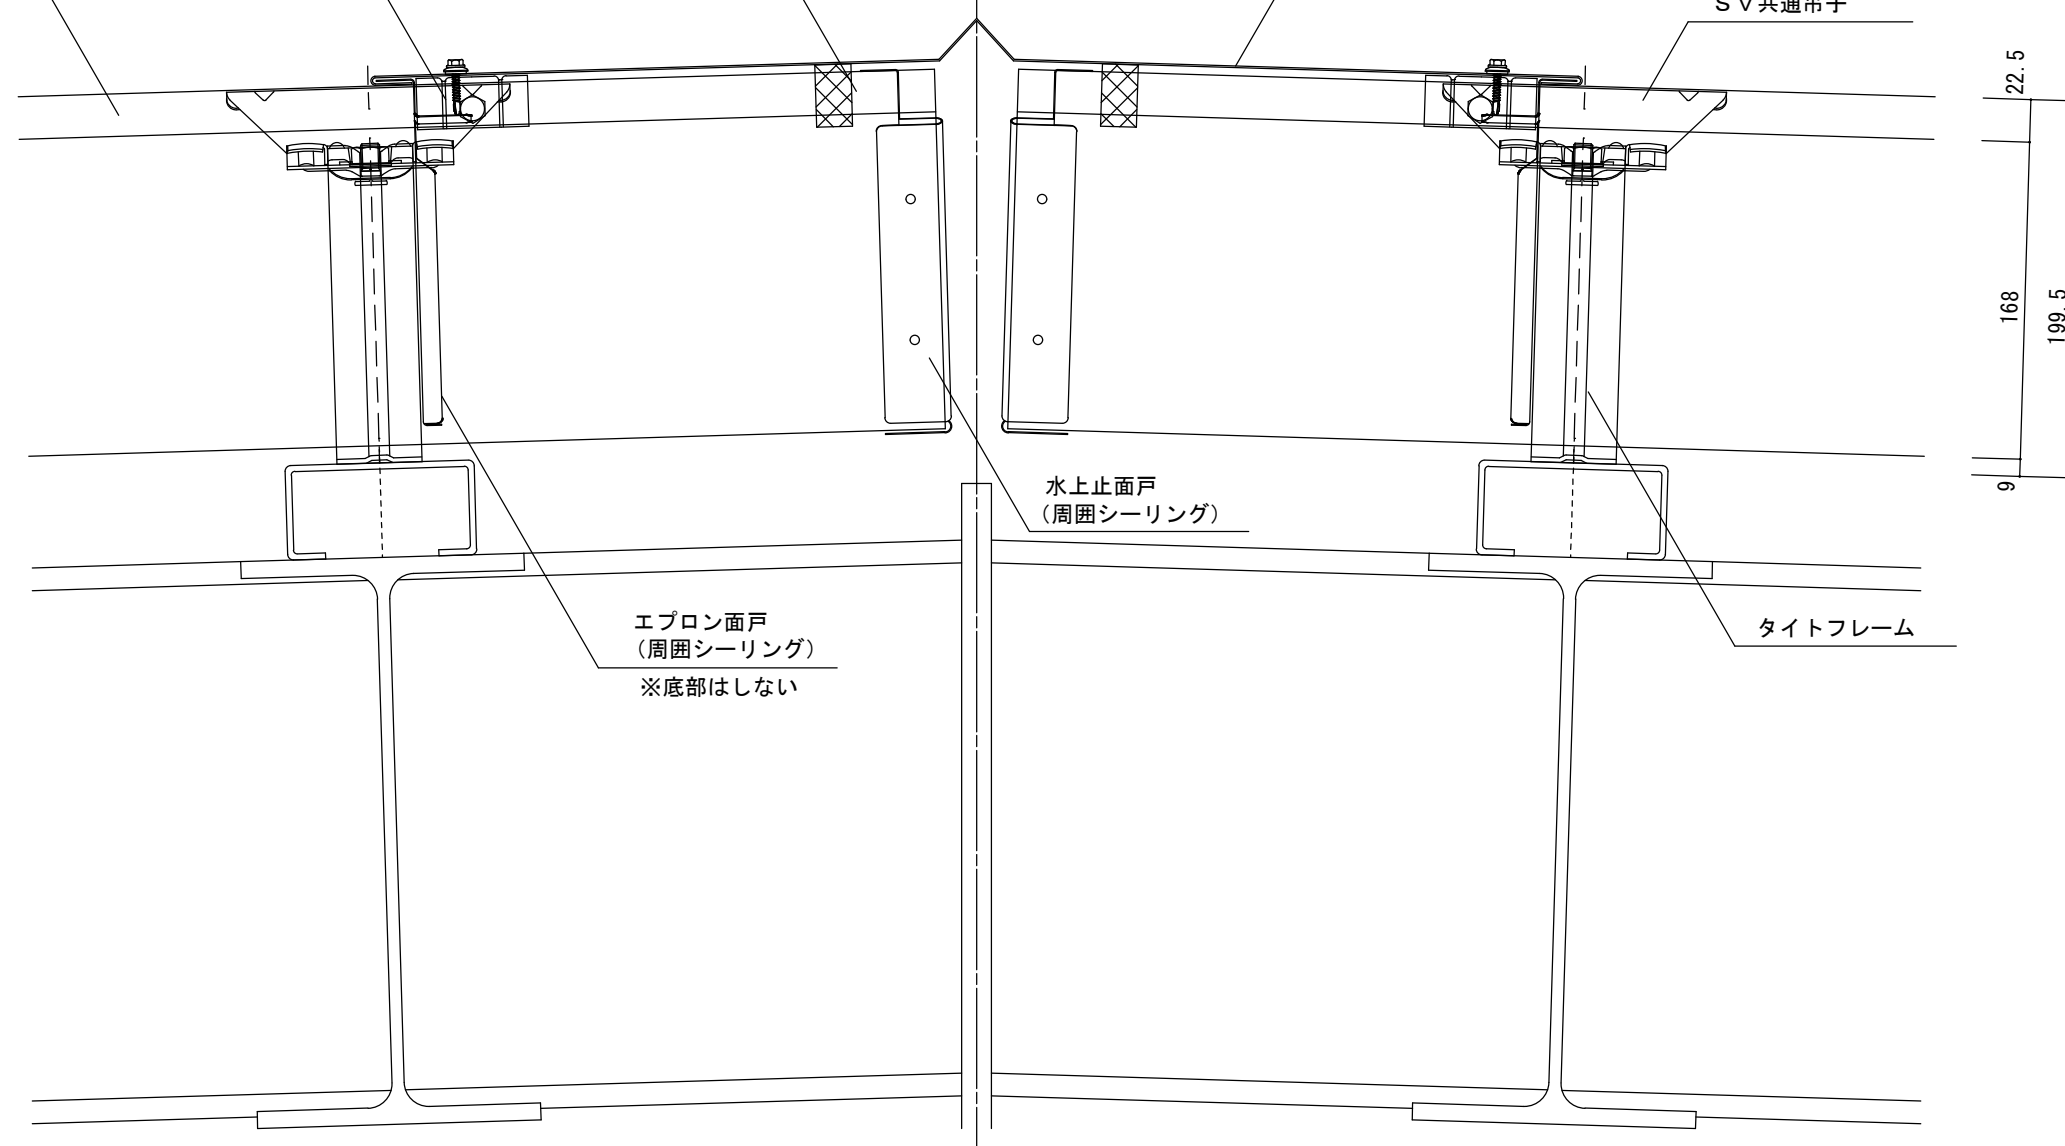 ＳＶ共通吊子
22.5
168
199.5
9
水上止面戸
（周囲シーリング）
エプロン面戸
（周囲シーリング）
※底部はしない
タイトフレーム